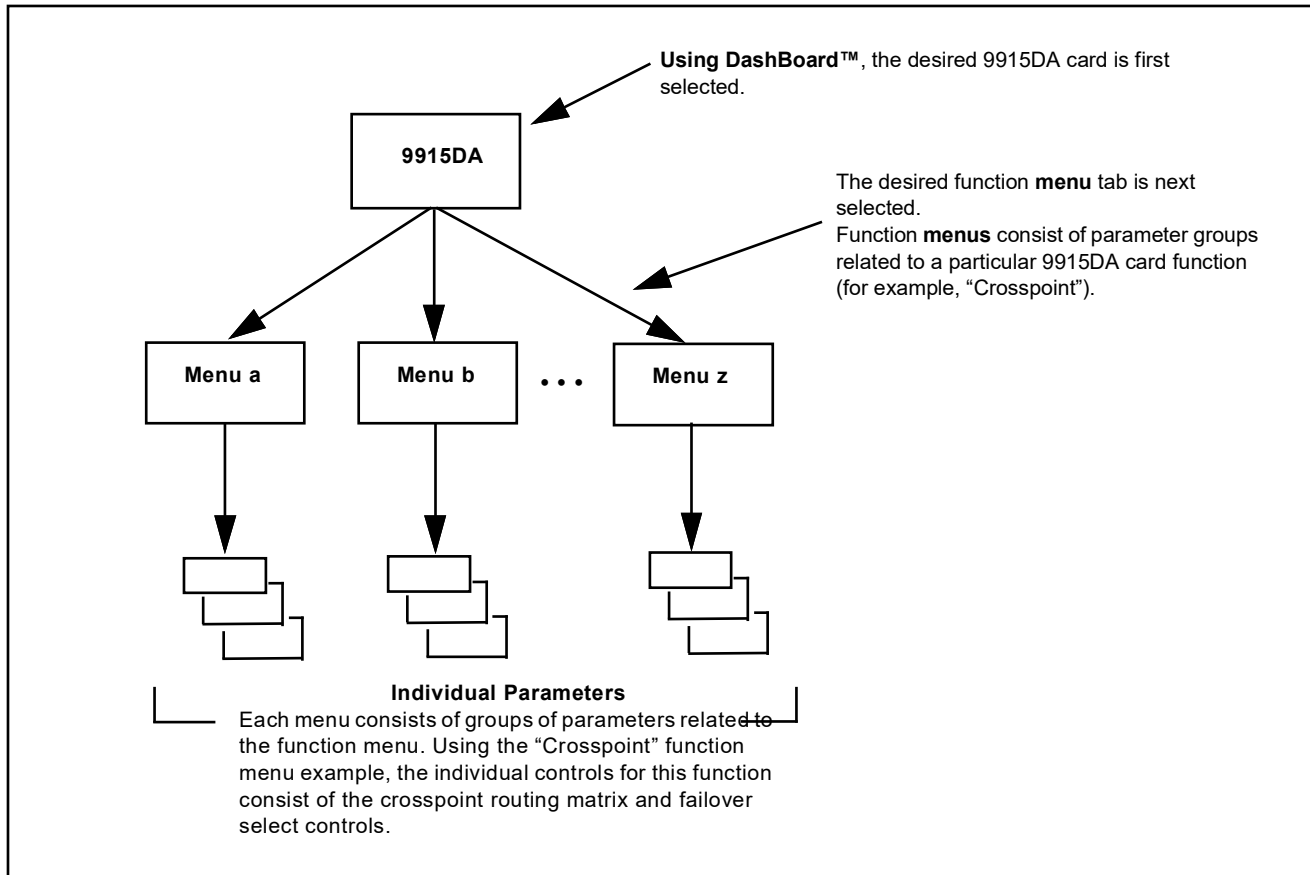 Using DashBoard™, the desired 9915DA card is first
selected.
9915DA
The desired function menu tab is next
selected.
Function menus consist of parameter groups
related to a particular 9915DA card function
(for example, “Crosspoint”).
Menu a
Menu b
• • •
Menu z
Individual Parameters
Each menu consists of groups of parameters related to
the function menu. Using the “Crosspoint” function
menu example, the individual controls for this function
consist of the crosspoint routing matrix and failover
select controls.